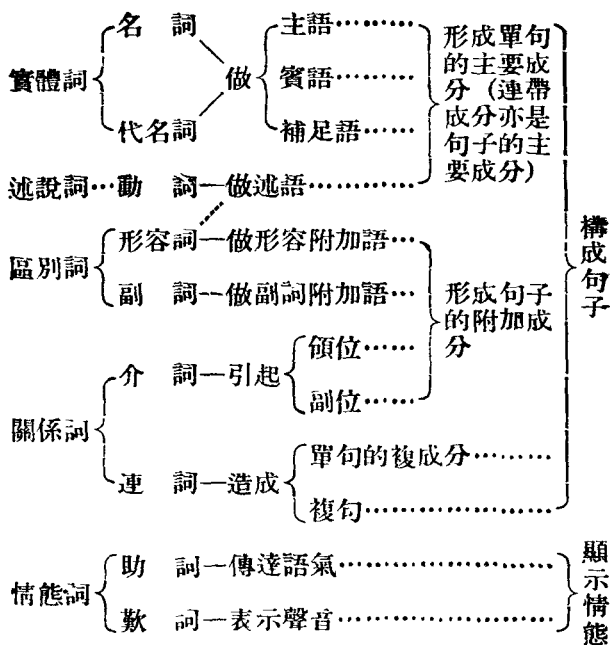 實體詞
名詞
代名詞
做
主語……
賓語……
補足語……
形成單句
的主要成
分（連帶
成分亦是
句子的主
要成分）
述說詞…動詞—做述語……
區別詞
形容詞—做形容附加語…
副詞—做副詞附加語…
形成句子
的附加成
分
關係詞
介詞—引起
領位……
副位……
連詞—造成
單句的複成分………
複句………………
構成句子
情態詞
助詞—傳達語氣………………
歎詞—表示聲音………………
顯示情態